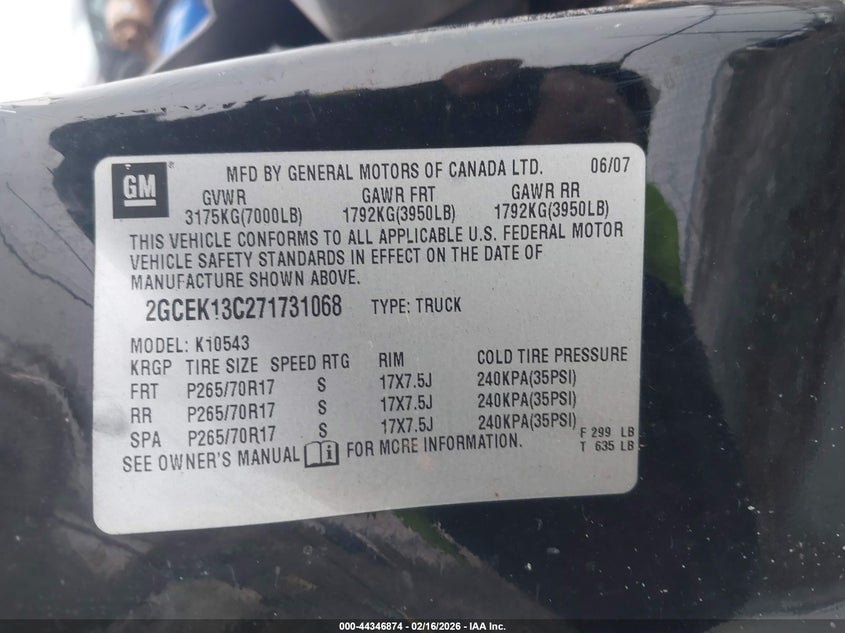 GM
MFD BY GENERAL MOTORS OF CANADA LTD. 06/07
GVWR GAWR FRT GAWR RR
3175KG(7000LB) 1792KG(3950LB) 1792KG(3950LB)
THIS VEHICLE CONFORMS TO ALL APPLICABLE U.S. FEDERAL MOTOR
VEHICLE SAFETY STANDARDS IN EFFECT ON THE DATE OF
MANUFACTURE SHOWN ABOVE.
2GCEK13C271731068 TYPE: TRUCK
MODEL: K10543
KRGP TIRE SIZE SPEED RTG RIM COLD TIRE PRESSURE
FRT P265/70R17 S 17X7.5J 240KPA(35PSI)
RR P265/70R17 S 17X7.5J 240KPA(35PSI)
SPA P265/70R17 S 17X7.5J 240KPA(35PSI)
F 299 LB
T 635 LB
SEE OWNER'S MANUAL FOR MORE INFORMATION.
000-44346874 - 02/16/2026 - IAA Inc.